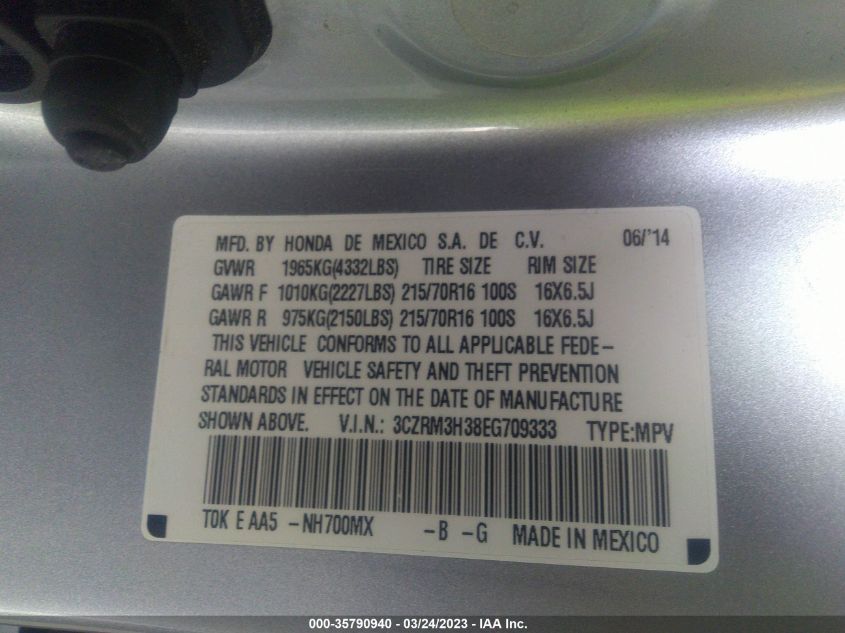 MFD. BY HONDA DE MEXICO S.A. DE C.V. 06/'14
GVWR 1965KG(4332LBS) TIRE SIZE RIM SIZE
GAWR F 1010KG(2227LBS) 215/70R16 100S 16X6.5J
GAWR R 975KG(2150LBS) 215/70R16 100S 16X6.5J
THIS VEHICLE CONFORMS TO ALL APPLICABLE FEDE-
RAL MOTOR VEHICLE SAFETY AND THEFT PREVENTION
STANDARDS IN EFFECT ON THE DATE OF MANUFACTURE
SHOWN ABOVE. V.I.N.: 3CZRM3H38EG709333 TYPE:MPV
T0K E AA5 -NH700MX -B -G MADE IN MEXICO
000-35790940 - 03/24/2023 - IAA Inc.